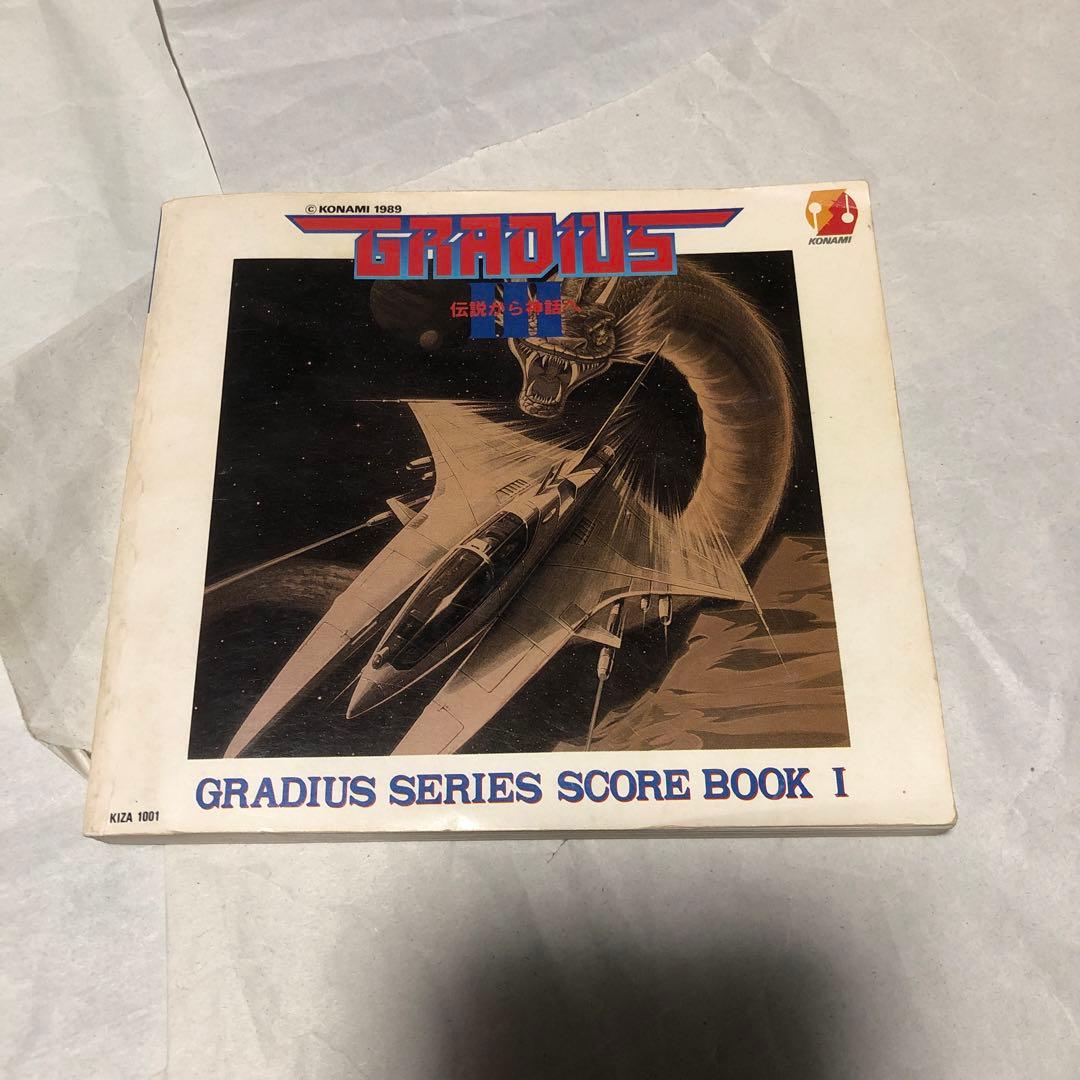 © KONAMI 1989
GRADIUS
III
伝説から神話へ
KONAMI
GRADIUS SERIES SCORE BOOK I
KIZA 1001